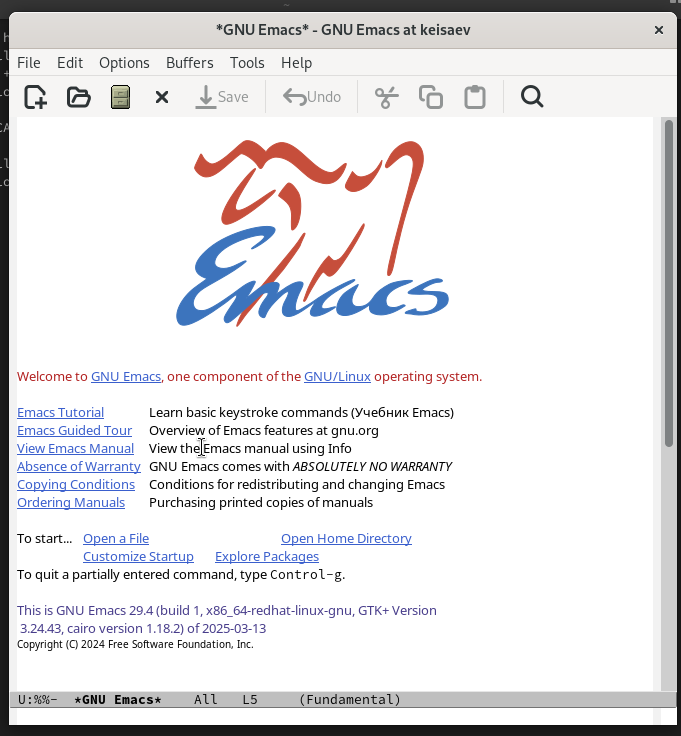 *GNU Emacs* - GNU Emacs at keisaev
File Edit Options Buffers Tools Help
Save Undo
Emacs
Welcome to GNU Emacs, one component of the GNU/Linux operating system.
Emacs Tutorial Learn basic keystroke commands (Учебник Emacs)
Emacs Guided Tour Overview of Emacs features at gnu.org
View Emacs Manual View the Emacs manual using Info
Absence of Warranty GNU Emacs comes with ABSOLUTELY NO WARRANTY
Copying Conditions Conditions for redistributing and changing Emacs
Ordering Manuals Purchasing printed copies of manuals
To start... Open a File Open Home Directory
Customize Startup Explore Packages
To quit a partially entered command, type Control-g.
This is GNU Emacs 29.4 (build 1, x86_64-redhat-linux-gnu, GTK+ Version
3.24.43, cairo version 1.18.2) of 2025-03-13
Copyright (C) 2024 Free Software Foundation, Inc.
U:%%- *GNU Emacs* All L5 (Fundamental)